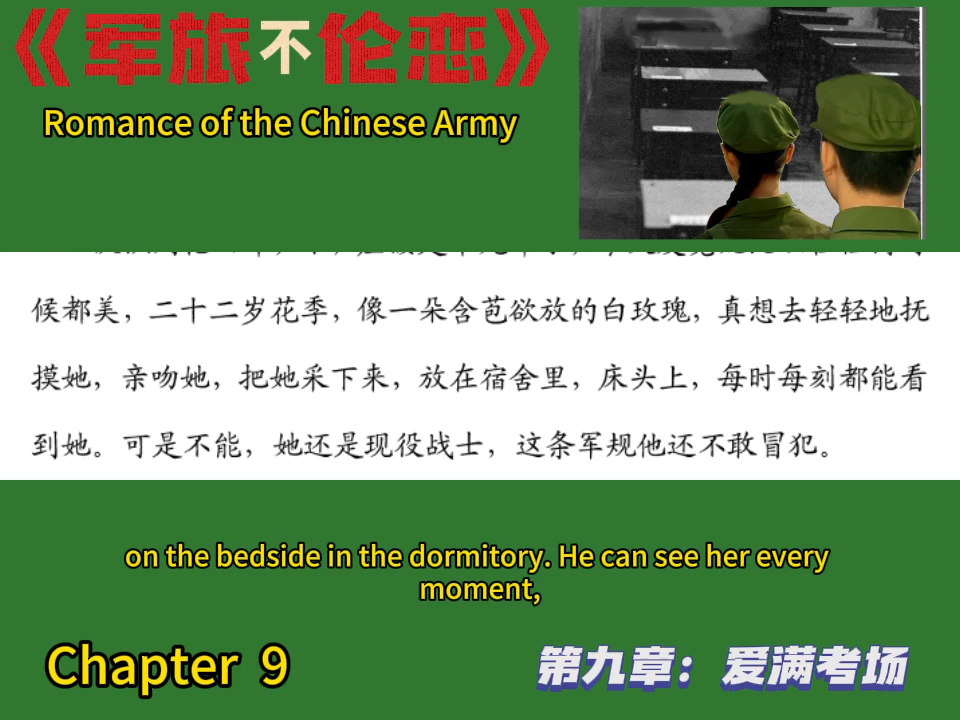 《军旅不伦恋》
Romance of the Chinese Army
候都美，二十二岁花季，像一朵含苞欲放的白玫瑰，真想去轻轻地抚
摸她，亲吻她，把她采下来，放在宿舍里，床头上，每时每刻都能看
到她。可是不能，她还是现役战士，这条军规他还不敢冒犯。
on the bedside in the dormitory. He can see her every
moment,
Chapter 9
第九章：爱满考场